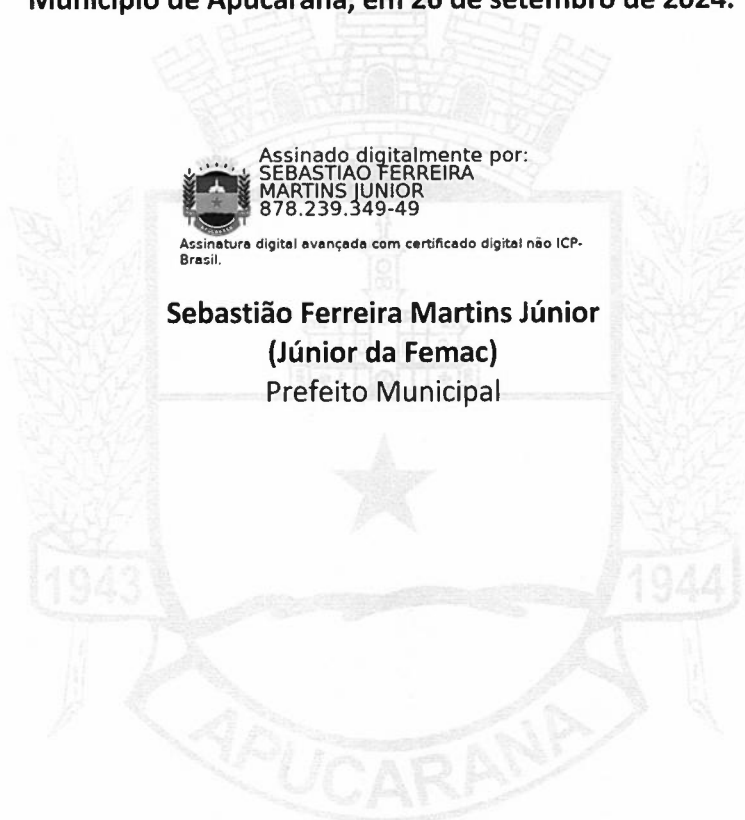 Município de Apucarana, em 26 de setembro de 2024.
Assinado digitalmente por:
SEBASTIAO FERREIRA
MARTINS JUNIOR
878.239.349-49
Assinatura digital avançada com certificado digital não ICP-
Brasil.
Sebastião Ferreira Martins Júnior
(Júnior da Femac)
Prefeito Municipal
1943
1944
APUCARANA